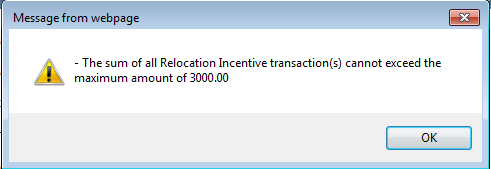 Message from webpage
- The sum of all Relocation Incentive transaction(s) cannot exceed the
maximum amount of 3000.00
OK